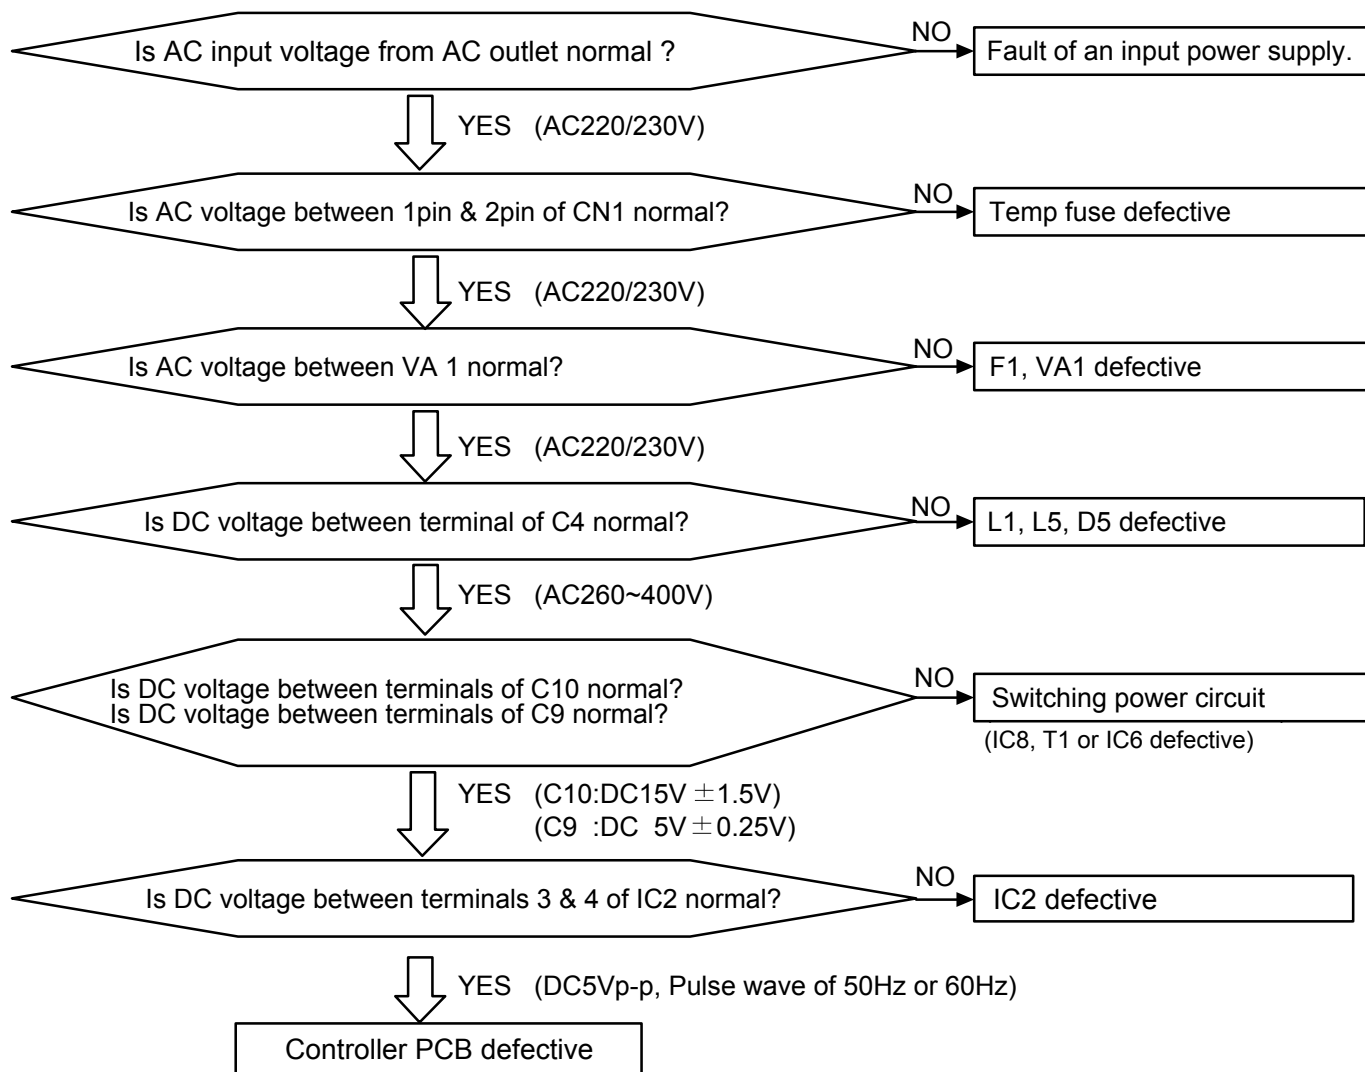 Is AC input voltage from AC outlet normal ?
NO
Fault of an input power supply.
YES (AC220/230V)
Is AC voltage between 1pin & 2pin of CN1 normal?
NO
Temp fuse defective
YES (AC220/230V)
Is AC voltage between VA 1 normal?
NO
F1, VA1 defective
YES (AC220/230V)
Is DC voltage between terminal of C4 normal?
NO
L1, L5, D5 defective
YES (AC260~400V)
Is DC voltage between terminals of C10 normal?
Is DC voltage between terminals of C9 normal?
NO
Switching power circuit
(IC8, T1 or IC6 defective)
YES (C10:DC15V ±1.5V)
(C9 :DC 5V±0.25V)
Is DC voltage between terminals 3 & 4 of IC2 normal?
NO
IC2 defective
YES (DC5Vp-p, Pulse wave of 50Hz or 60Hz)
Controller PCB defective